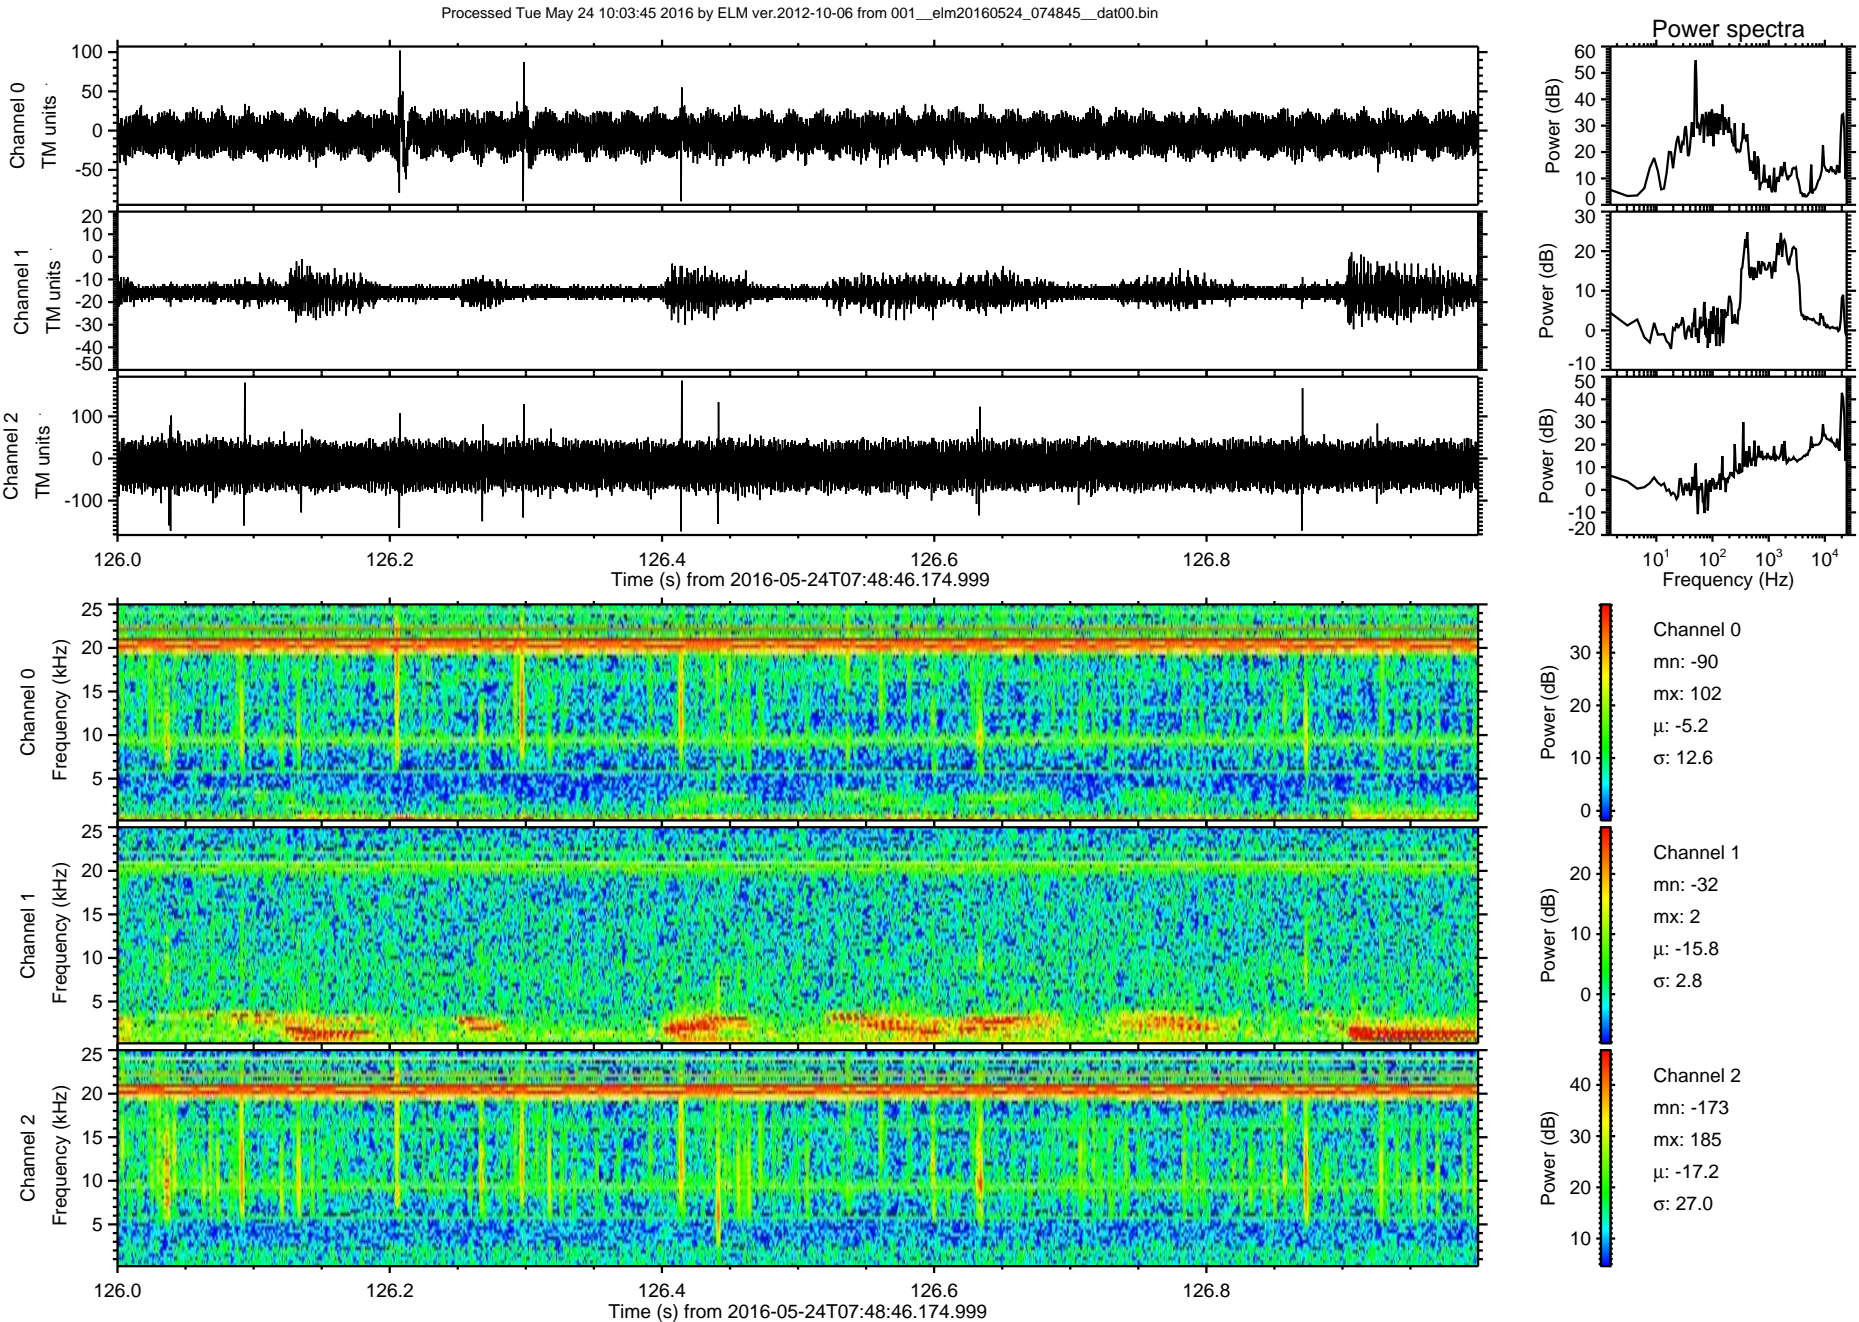 Processed Tue May 24 10:03:45 2016 by ELM ver.2012-10-06 from 001__elm20160524_074845__dat00.bin
Power spectra
Channel 0
TM units
100
50
0
-50
Power (dB)
60
50
40
30
20
10
0
Channel 1
TM units
20
10
0
-10
-20
-30
-40
-50
Power (dB)
30
20
10
0
-10
Channel 2
TM units
100
0
-100
Power (dB)
50
40
30
20
10
0
-10
-20
126.0 126.2 126.4 126.6 126.8
Time (s) from 2016-05-24T07:48:46.174.999
10^1 10^2 10^3 10^4
Frequency (Hz)
Channel 0
Frequency (kHz)
25
20
15
10
5
Power (dB)
30
20
10
0
Channel 0
mn: -90
mx: 102
μ: -5.2
σ: 12.6
Channel 1
Frequency (kHz)
25
20
15
10
5
Power (dB)
20
10
0
Channel 1
mn: -32
mx: 2
μ: -15.8
σ: 2.8
Channel 2
Frequency (kHz)
25
20
15
10
5
Power (dB)
40
30
20
10
Channel 2
mn: -173
mx: 185
μ: -17.2
σ: 27.0
126.0 126.2 126.4 126.6 126.8
Time (s) from 2016-05-24T07:48:46.174.999